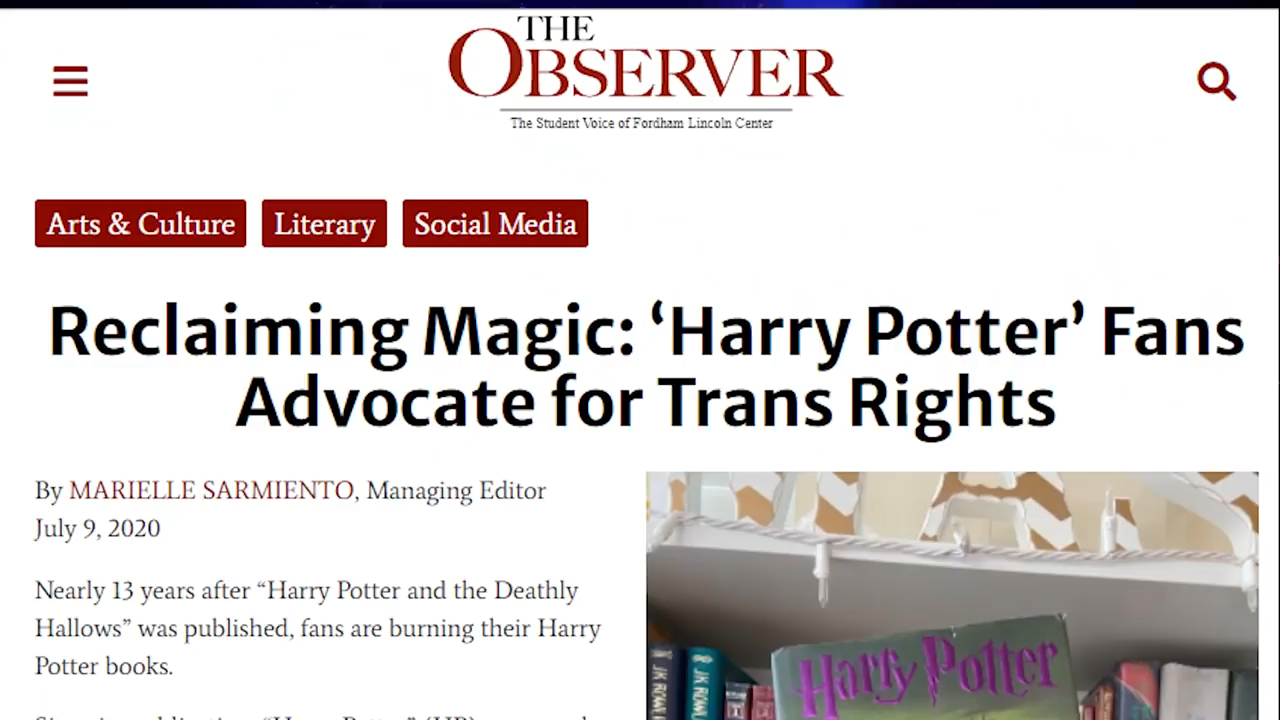 THE
OBSERVER
The Student Voice of Fordham Lincoln Center
Arts & Culture
Literary
Social Media
Reclaiming Magic: ‘Harry Potter’ Fans
Advocate for Trans Rights
By MARIELLE SARMIENTO, Managing Editor
July 9, 2020
Nearly 13 years after “Harry Potter and the Deathly
Hallows” was published, fans are burning their Harry
Potter books.
Harry Potter